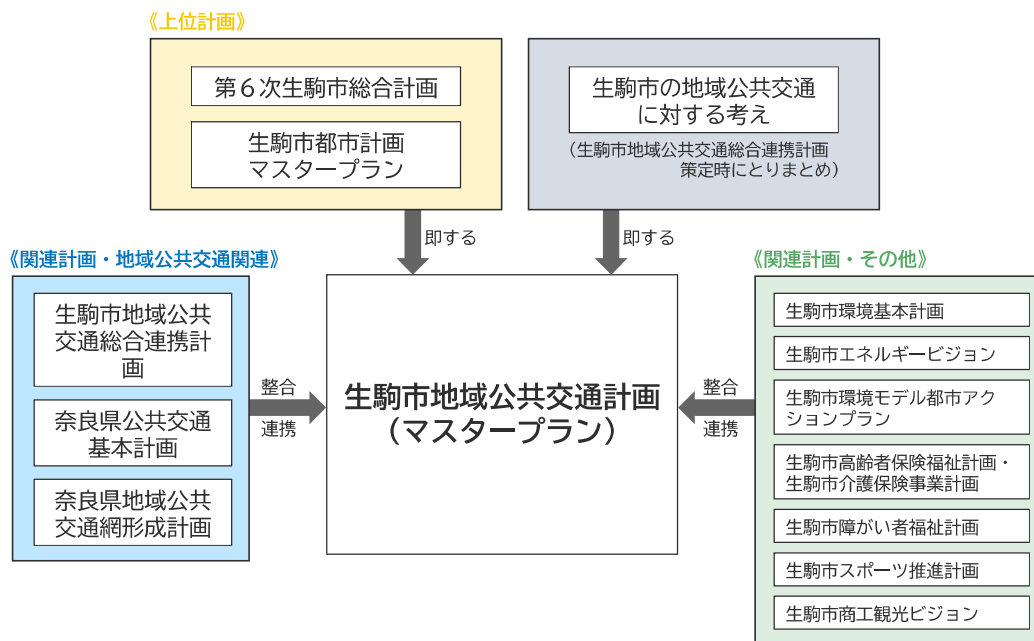 《上位計画》
第６次生駒市総合計画
生駒市都市計画
マスタープラン
生駒市の地域公共交通
に対する考え
（生駒市地域公共交通総合連携計画
策定時にとりまとめ）
即する
即する
《関連計画・地域公共交通関連》
生駒市地域公共
交通総合連携計
画
奈良県公共交通
基本計画
奈良県地域公共
交通網形成計画
整合
連携
生駒市地域公共交通計画
（マスタープラン）
整合
連携
《関連計画・その他》
生駒市環境基本計画
生駒市エネルギービジョン
生駒市環境モデル都市アク
ションプラン
生駒市高齢者保険福祉計画・
生駒市介護保険事業計画
生駒市障がい者福祉計画
生駒市スポーツ推進計画
生駒市商工観光ビジョン